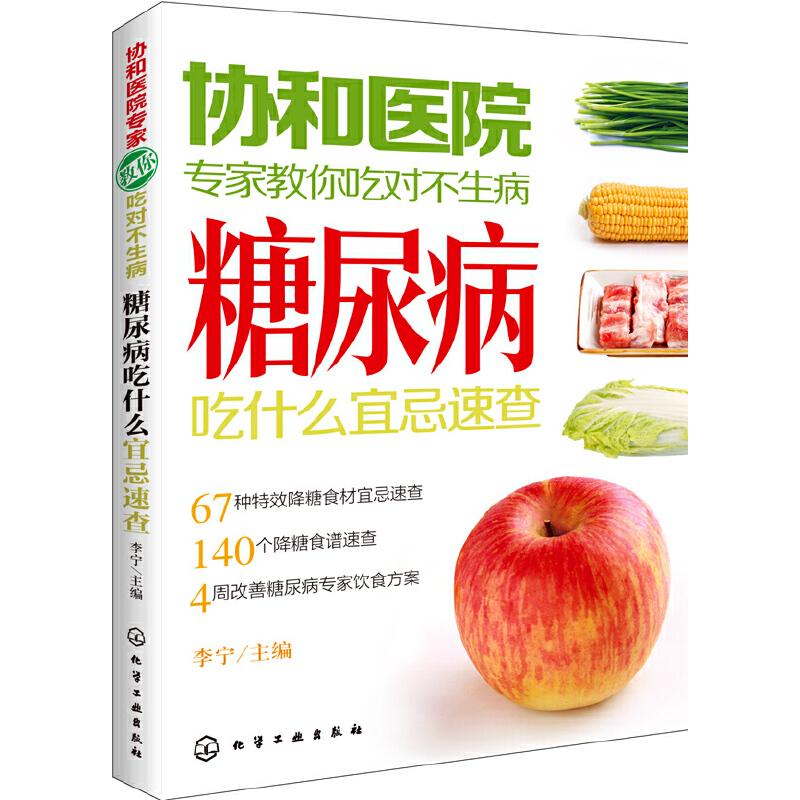 协和医院专家
教你
吃对不生病
糖尿病吃什么宜忌速查
李宁/主编
化学工业出版社
协和医院
专家教你吃对不生病
糖尿病
吃什么宜忌速查
67种特效降糖食材宜忌速查
140个降糖食谱速查
4周改善糖尿病专家饮食方案
李宁/主编
化学工业出版社